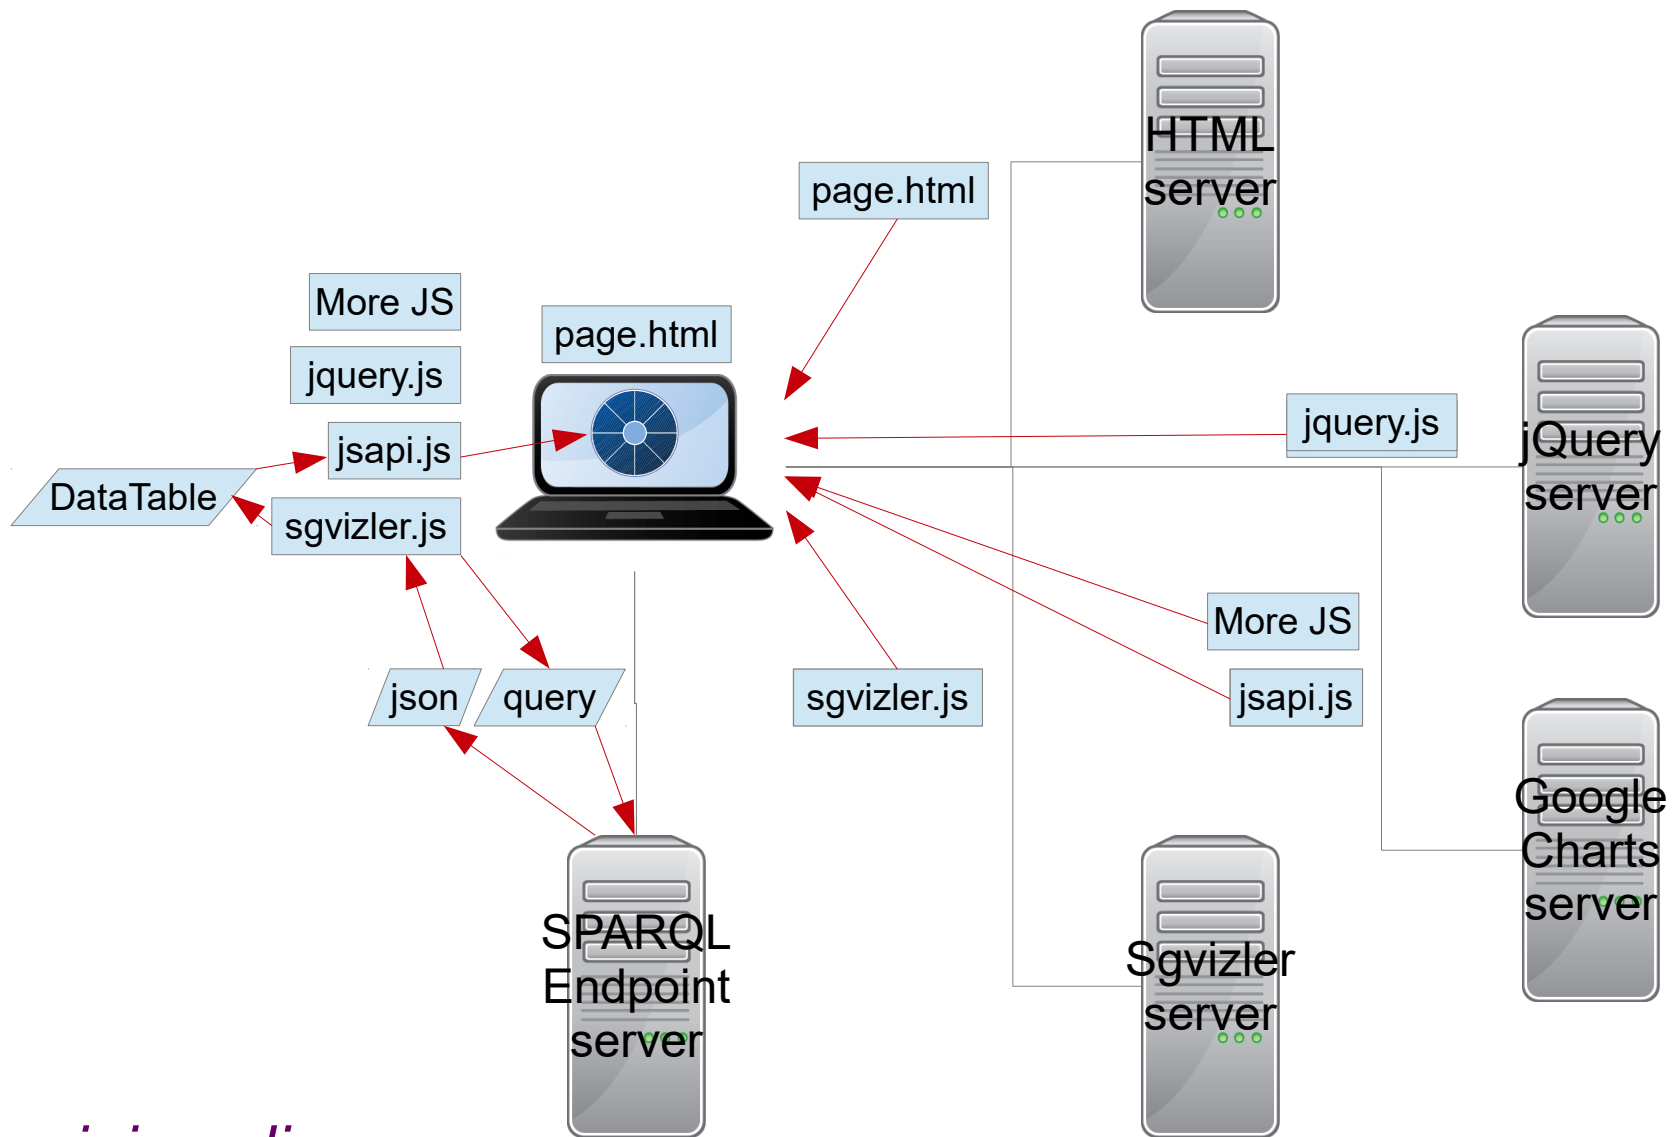 HTML
server
page.html
More JS
page.html
jquery.js
jquery.js
jQuery
server
jsapi.js
DataTable
sgvizler.js
More JS
json
query
sgvizler.js
jsapi.js
Google
Charts
server
SPARQL
Endpoint
server
Sgvizler
server